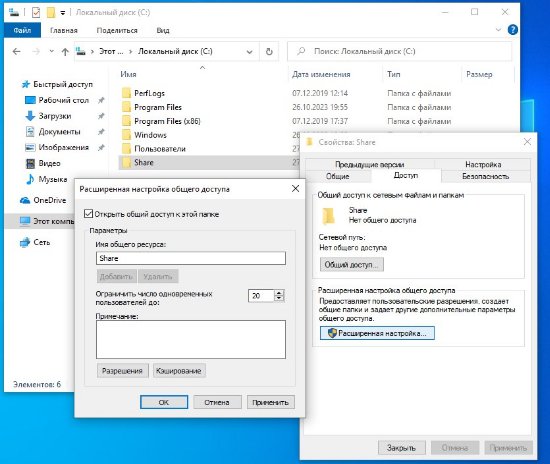 Локальный диск (C:)
Файл Главная Поделиться Вид
Этот ... Локальный диск (C:)
Поиск: Локальный диск (C:)
Имя Дата изменения Тип Размер
Быстрый доступ
Рабочий стол
Загрузки
Документы
Изображения
Видео
Музыка
OneDrive
Этот компь
Сеть
PerfLogs 07.12.2019 12:14 Папка с файлами
Program Files 26.10.2023 19:55 Папка с файлами
Program Files (x86) 07.12.2019 17:37 Папка с файлами
Windows 26
Пользователи 27
Share 27
Элементов: 6
Расширенная настройка общего доступа
Открыть общий доступ к этой папке
Параметры
Имя общего ресурса:
Share
Добавить Удалить
Ограничить число одновременных
пользователей до: 20
Примечание:
Разрешения Кэширование
OK Отмена Применить
Свойства: Share
Предыдущие версии Настройка
Общие Доступ Безопасность
Общий доступ к сетевым файлам и папкам
Share
Нет общего доступа
Сетевой путь:
Нет общего доступа
Общий доступ...
Расширенная настройка общего доступа
Предоставляет пользовательские разрешения, создает
общие папки и задает другие дополнительные параметры
общего доступа.
Расширенная настройка...
Закрыть Отмена Применить